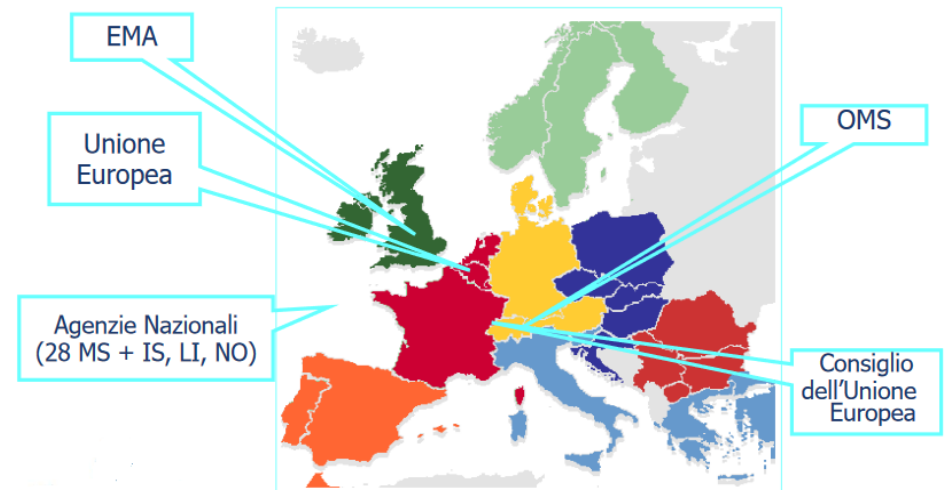 EMA
Unione
Europea
OMS
Agenzie Nazionali
(28 MS + IS, LI, NO)
Consiglio
dell'Unione
Europea